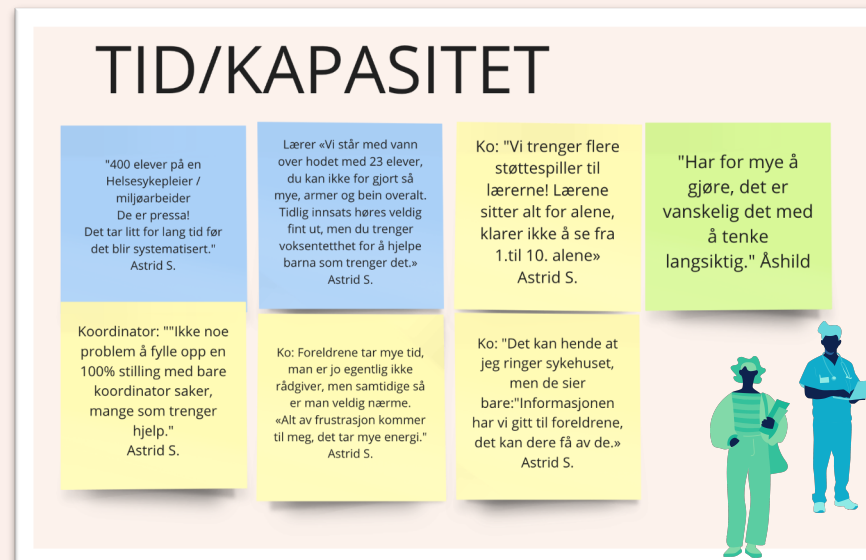 TID/KAPASITET
"400 elever på en
Helsesykepleier /
miljøarbeider
De er pressa!
Det tar litt for lang tid før
det blir systematisert."
Astrid S.
Lærer «Vi står med vann
over hodet med 23 elever,
du kan ikke for gjort så
mye, armer og bein overalt.
Tidlig innsats høres veldig
fint ut, men du trenger
voksentetthet for å hjelpe
barna som trenger det.»
Astrid S.
Ko: "Vi trenger flere
støttespiller til
lærerne! Lærene
sitter alt for alene,
klarer ikke å se fra
1.til 10. alene»
Astrid S.
"Har for mye å
gjøre, det er
vanskelig det med
å tenke
langsiktig." Åshild
Koordinator: ""Ikke noe
problem å fylle opp en
100% stilling med bare
koordinator saker,
mange som trenger
hjelp."
Astrid S.
Ko: Foreldrene tar mye tid,
man er jo egentlig ikke
rådgiver, men samtidige så
er man veldig nærme.
«Alt av frustrasjon kommer
til meg, det tar mye energi."
Astrid S.
Ko: "Det kan hende at
jeg ringer sykehuset,
men de sier
bare:"Informasjonen
har vi gitt til foreldrene,
det kan dere få av de.»
Astrid S.